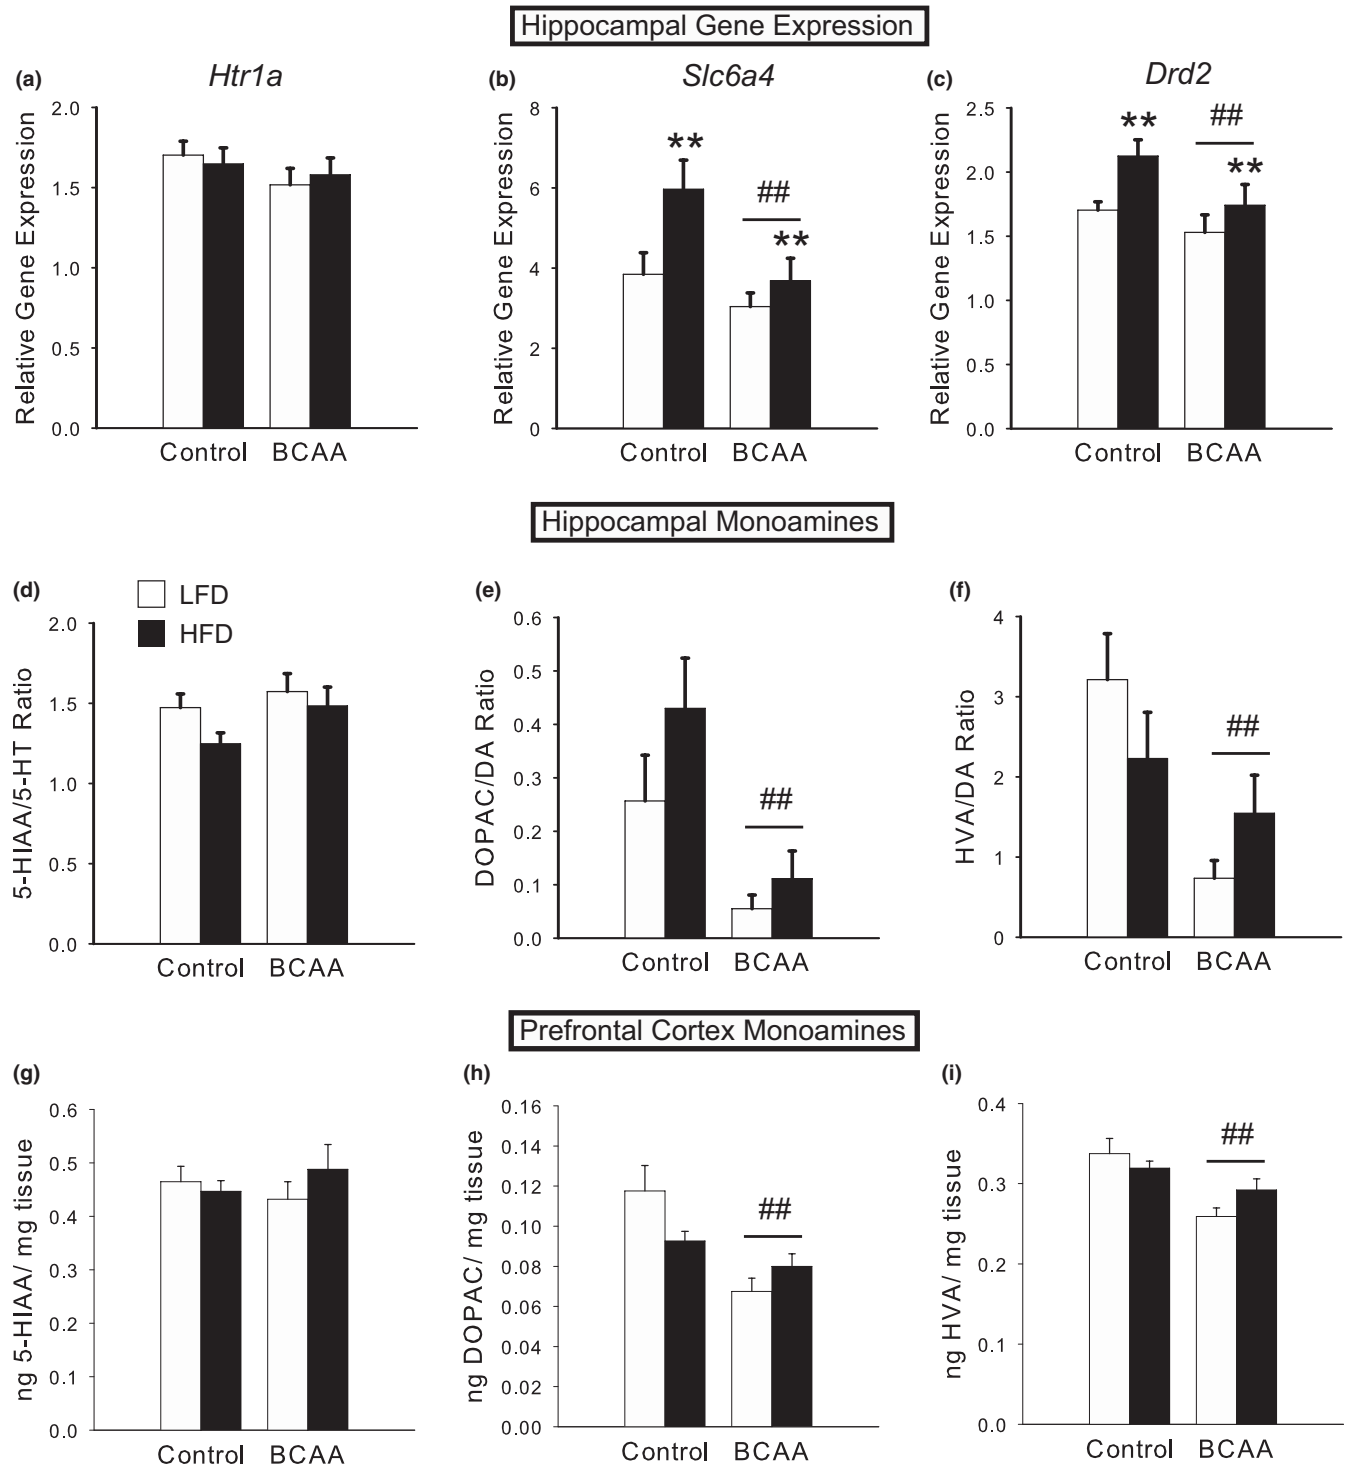 Hippocampal Gene Expression
(a) Htr1a
(b) Slc6a4
(c) Drd2
Relative Gene Expression
2.0
1.5
1.0
0.5
0.0
Control BCAA
Relative Gene Expression
8
6
4
2
0
**
##
**
Control BCAA
Relative Gene Expression
2.5
2.0
1.5
1.0
0.5
0.0
**
##
**
Control BCAA
Hippocampal Monoamines
(d)
LFD
HFD
5-HIAA/5-HT Ratio
2.0
1.5
1.0
0.5
0.0
Control BCAA
(e)
DOPAC/DA Ratio
0.6
0.5
0.4
0.3
0.2
0.1
0.0
##
Control BCAA
(f)
HVA/DA Ratio
4
3
2
1
0
##
Control BCAA
Prefrontal Cortex Monoamines
(g)
ng 5-HIAA/ mg tissue
0.6
0.5
0.4
0.3
0.2
0.1
0.0
Control BCAA
(h)
ng DOPAC/ mg tissue
0.16
0.14
0.12
0.10
0.08
0.06
0.04
0.02
0.00
##
Control BCAA
(i)
ng HVA/ mg tissue
0.4
0.3
0.2
0.1
0.0
##
Control BCAA